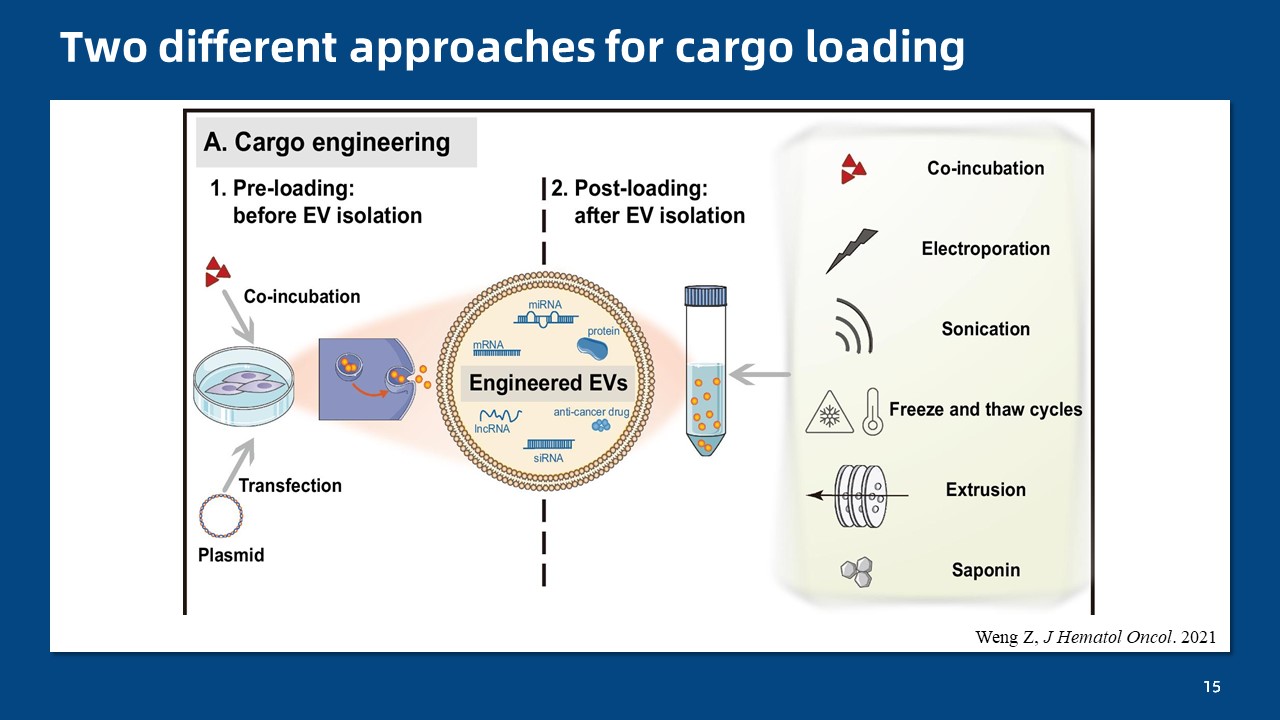 Two different approaches for cargo loading
A. Cargo engineering
1. Pre-loading:
before EV isolation
2. Post-loading:
after EV isolation
Co-incubation
Transfection
Plasmid
miRNA
protein
mRNA
Engineered EVs
anti-cancer drug
lncRNA
siRNA
Co-incubation
Electroporation
Sonication
Freeze and thaw cycles
Extrusion
Saponin
Weng Z, J Hematol Oncol. 2021
15